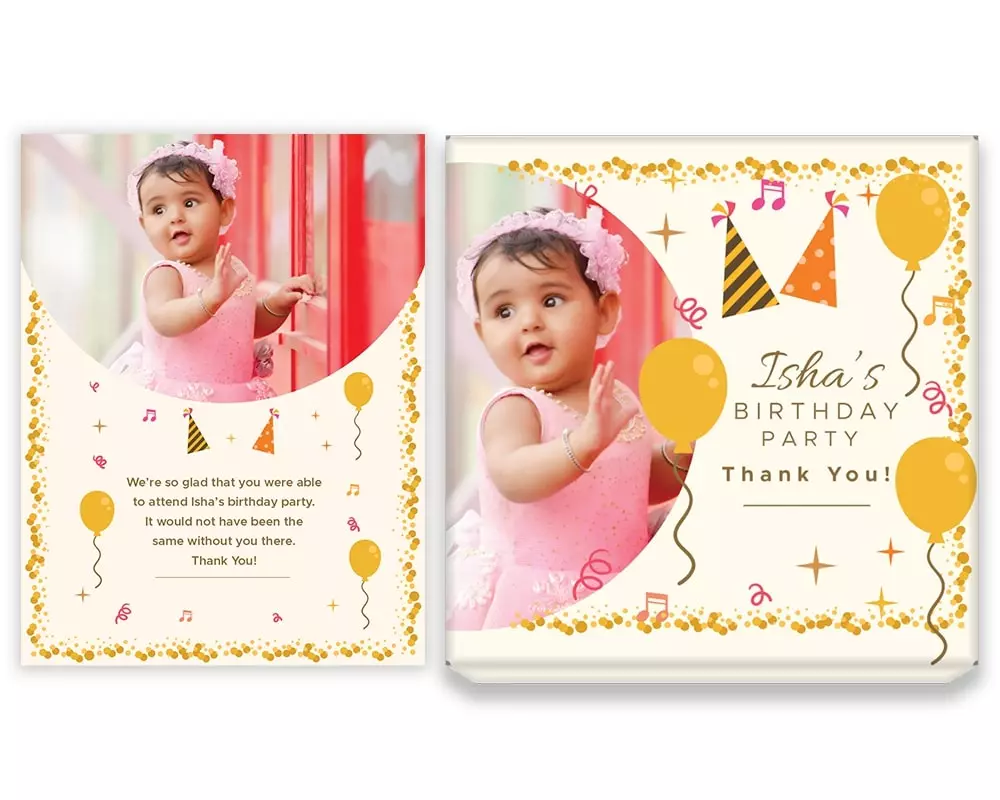 We're so glad that you were able
to attend Isha's birthday party.
It would not have been the
same without you there.
Thank You!
Isha's
BIRTHDAY
PARTY
Thank You!